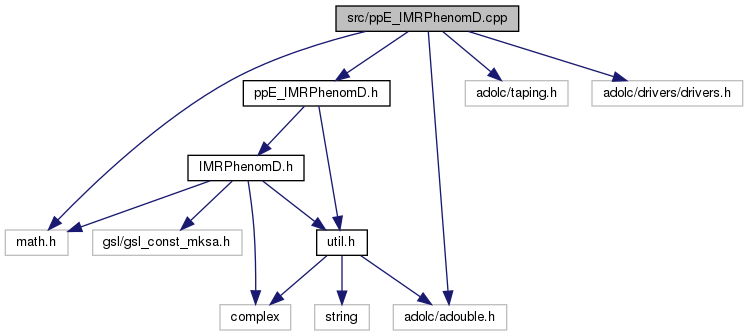 src/ppE_IMRPhenomD.cpp
ppE_IMRPhenomD.h
adolc/taping.h
adolc/drivers/drivers.h
IMRPhenomD.h
math.h
gsl/gsl_const_mksa.h
util.h
complex
string
adolc/adouble.h